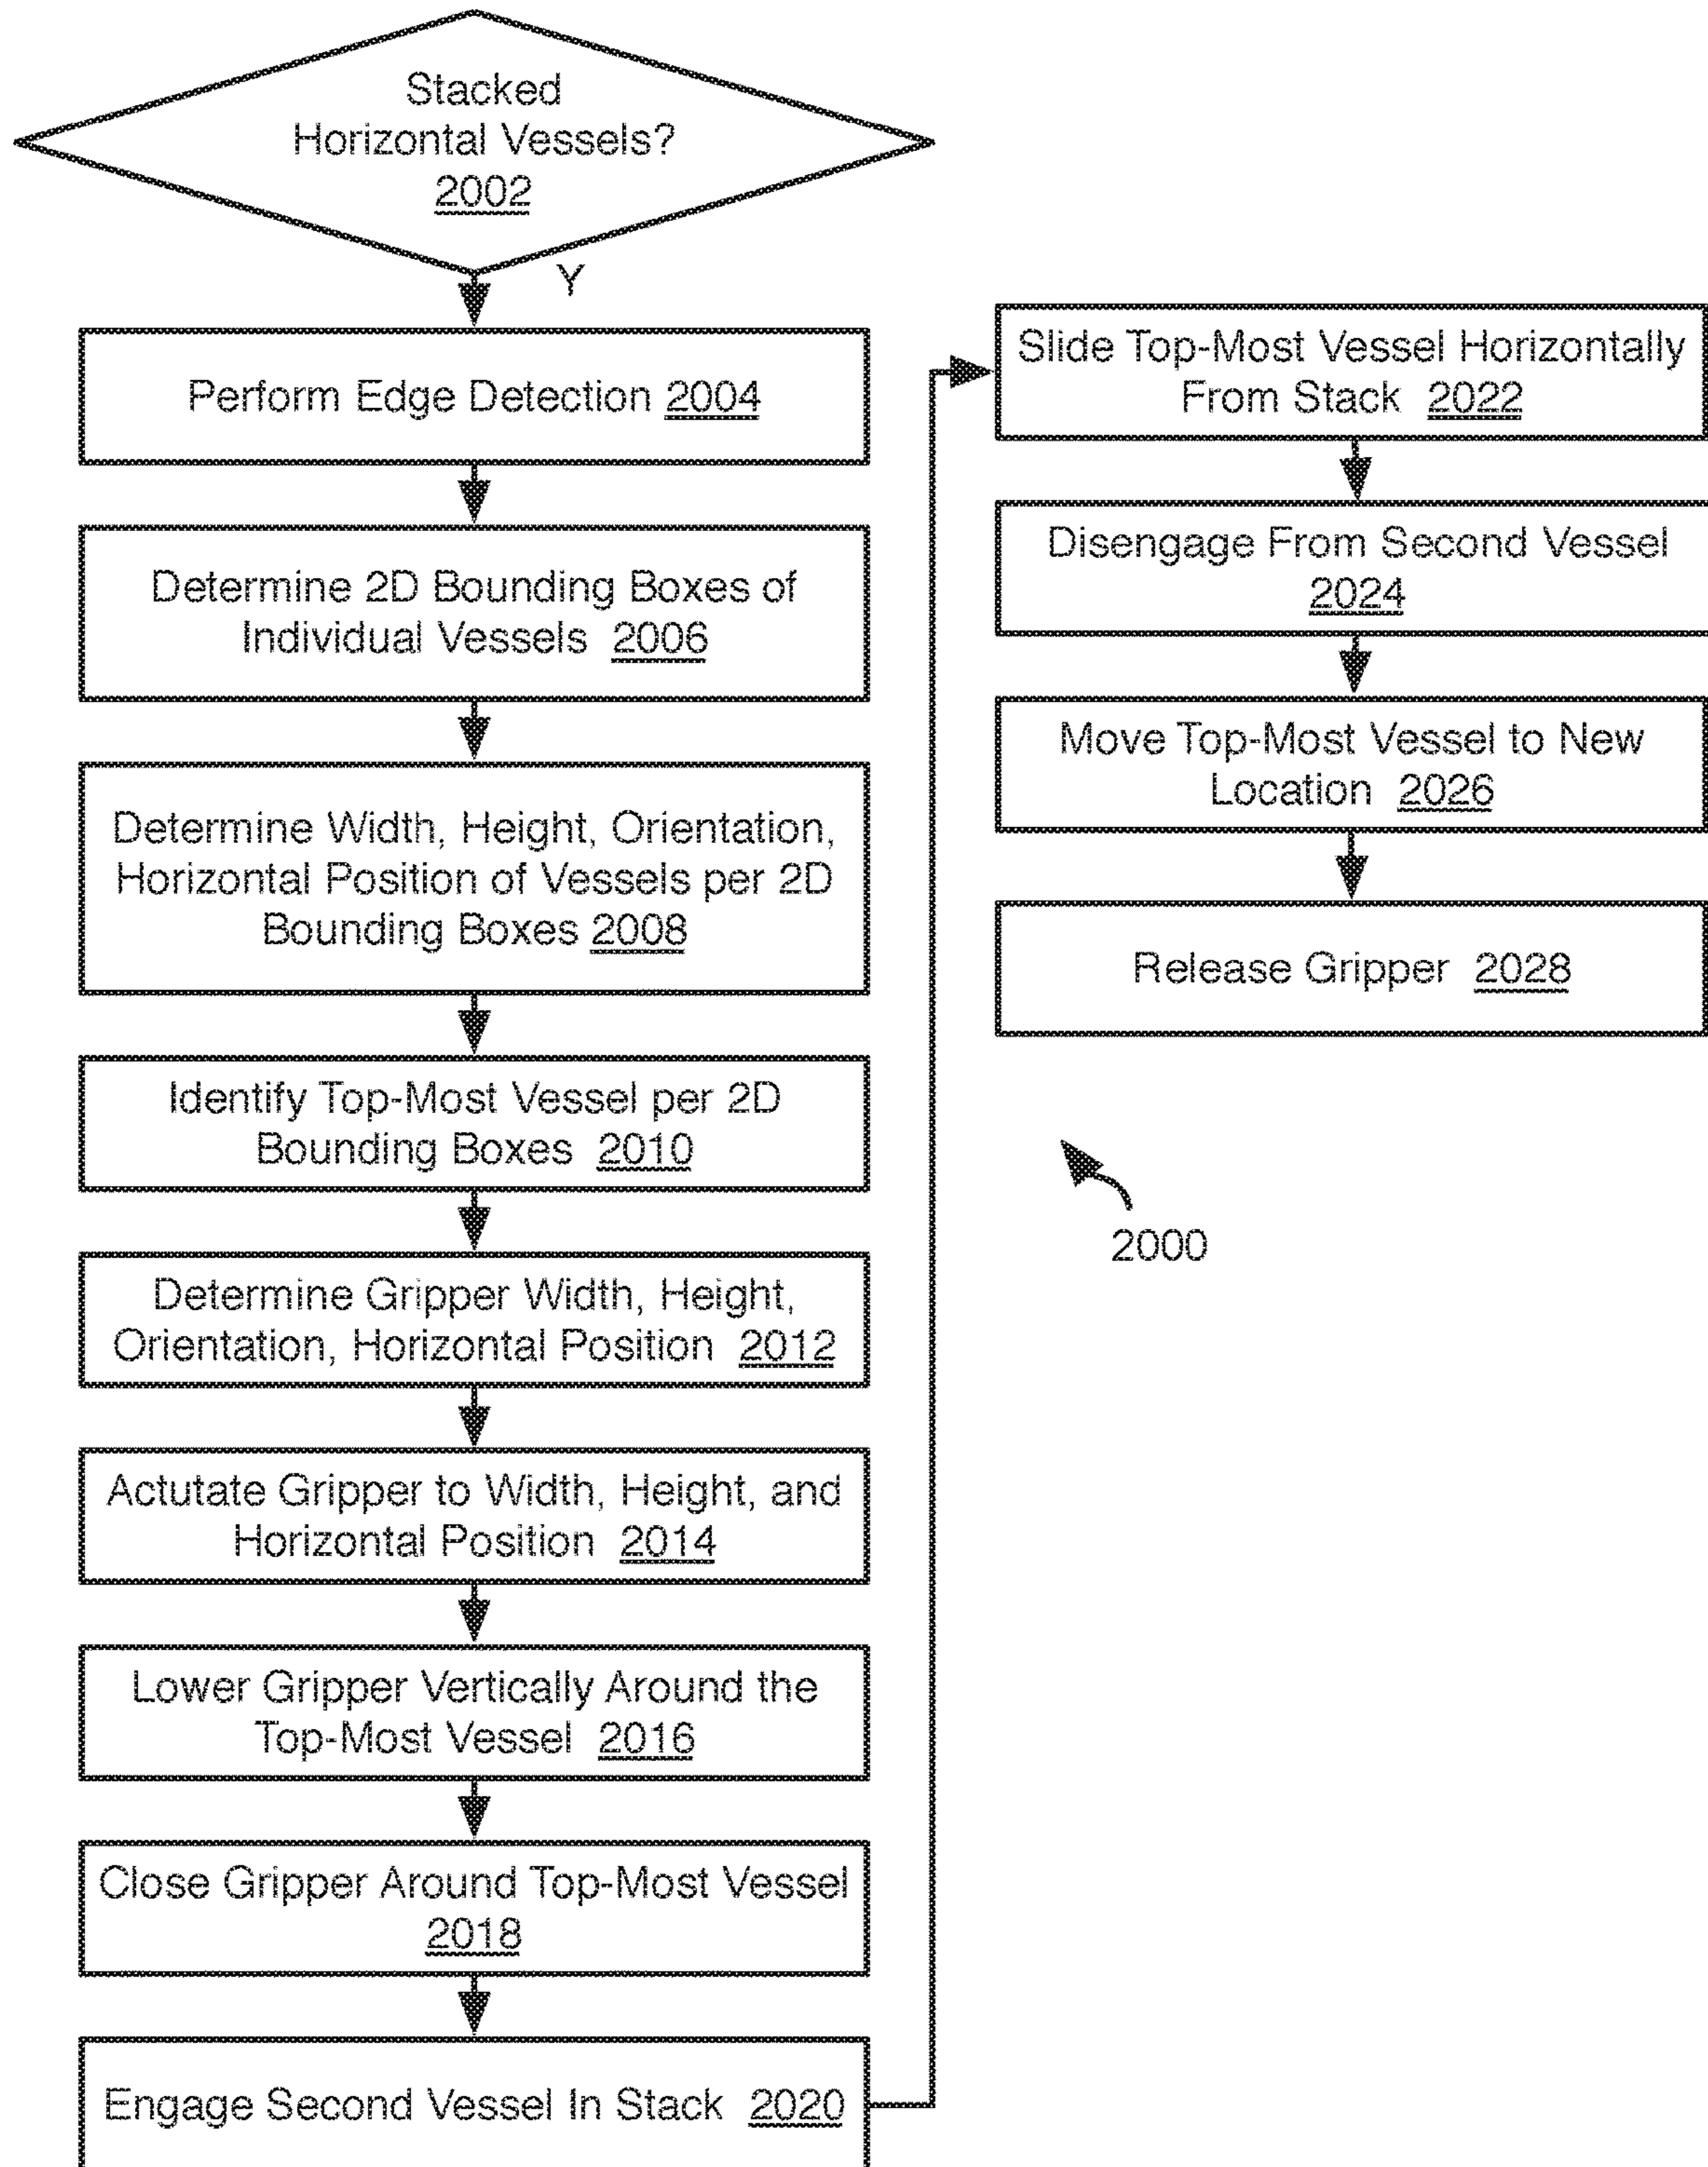 Stacked
Horizontal Vessels?
2002
Y
Perform Edge Detection 2004
Determine 2D Bounding Boxes of
Individual Vessels 2006
Determine Width, Height, Orientation,
Horizontal Position of Vessels per 2D
Bounding Boxes 2008
Identify Top-Most Vessel per 2D
Bounding Boxes 2010
Determine Gripper Width, Height,
Orientation, Horizontal Position 2012
Actutate Gripper to Width, Height, and
Horizontal Position 2014
Lower Gripper Vertically Around the
Top-Most Vessel 2016
Close Gripper Around Top-Most Vessel
2018
Engage Second Vessel In Stack 2020
Slide Top-Most Vessel Horizontally
From Stack 2022
Disengage From Second Vessel
2024
Move Top-Most Vessel to New
Location 2026
Release Gripper 2028
2000